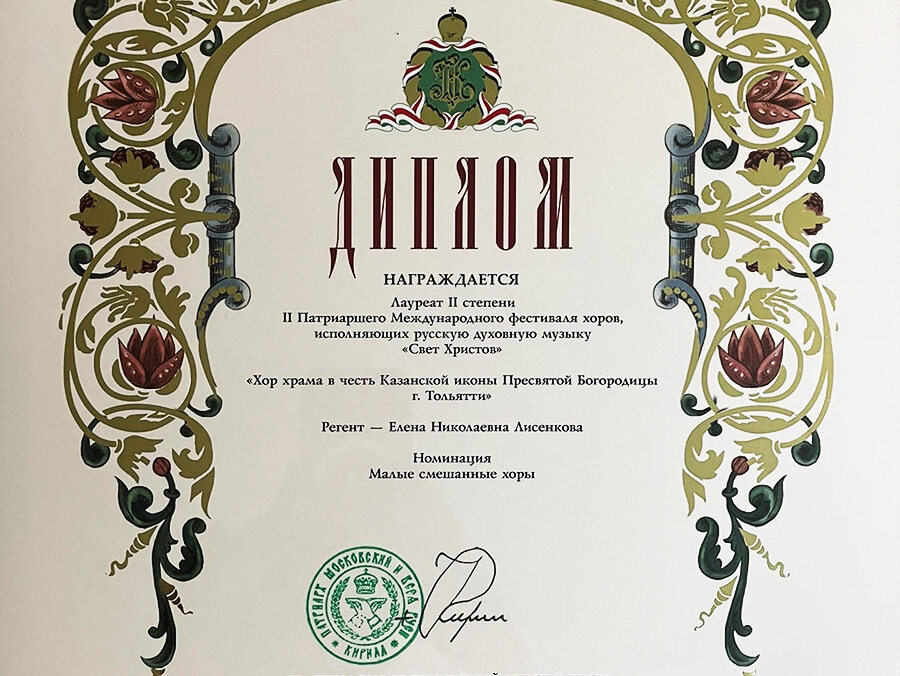 ДИПЛОМ
НАГРАЖДАЕТСЯ
Лауреат II степени
II Патриаршего Международного фестиваля хоров,
исполняющих русскую духовную музыку
«Свет Христов»
«Хор храма в честь Казанской иконы Пресвятой Богородицы
г. Тольятти»
Регент — Елена Николаевна Лисенкова
Номинация
Малые смешанные хоры
ПАТРИАРХ МОСКОВСКИЙ И ВСЕЯ РУСИ
КИРИЛЛ